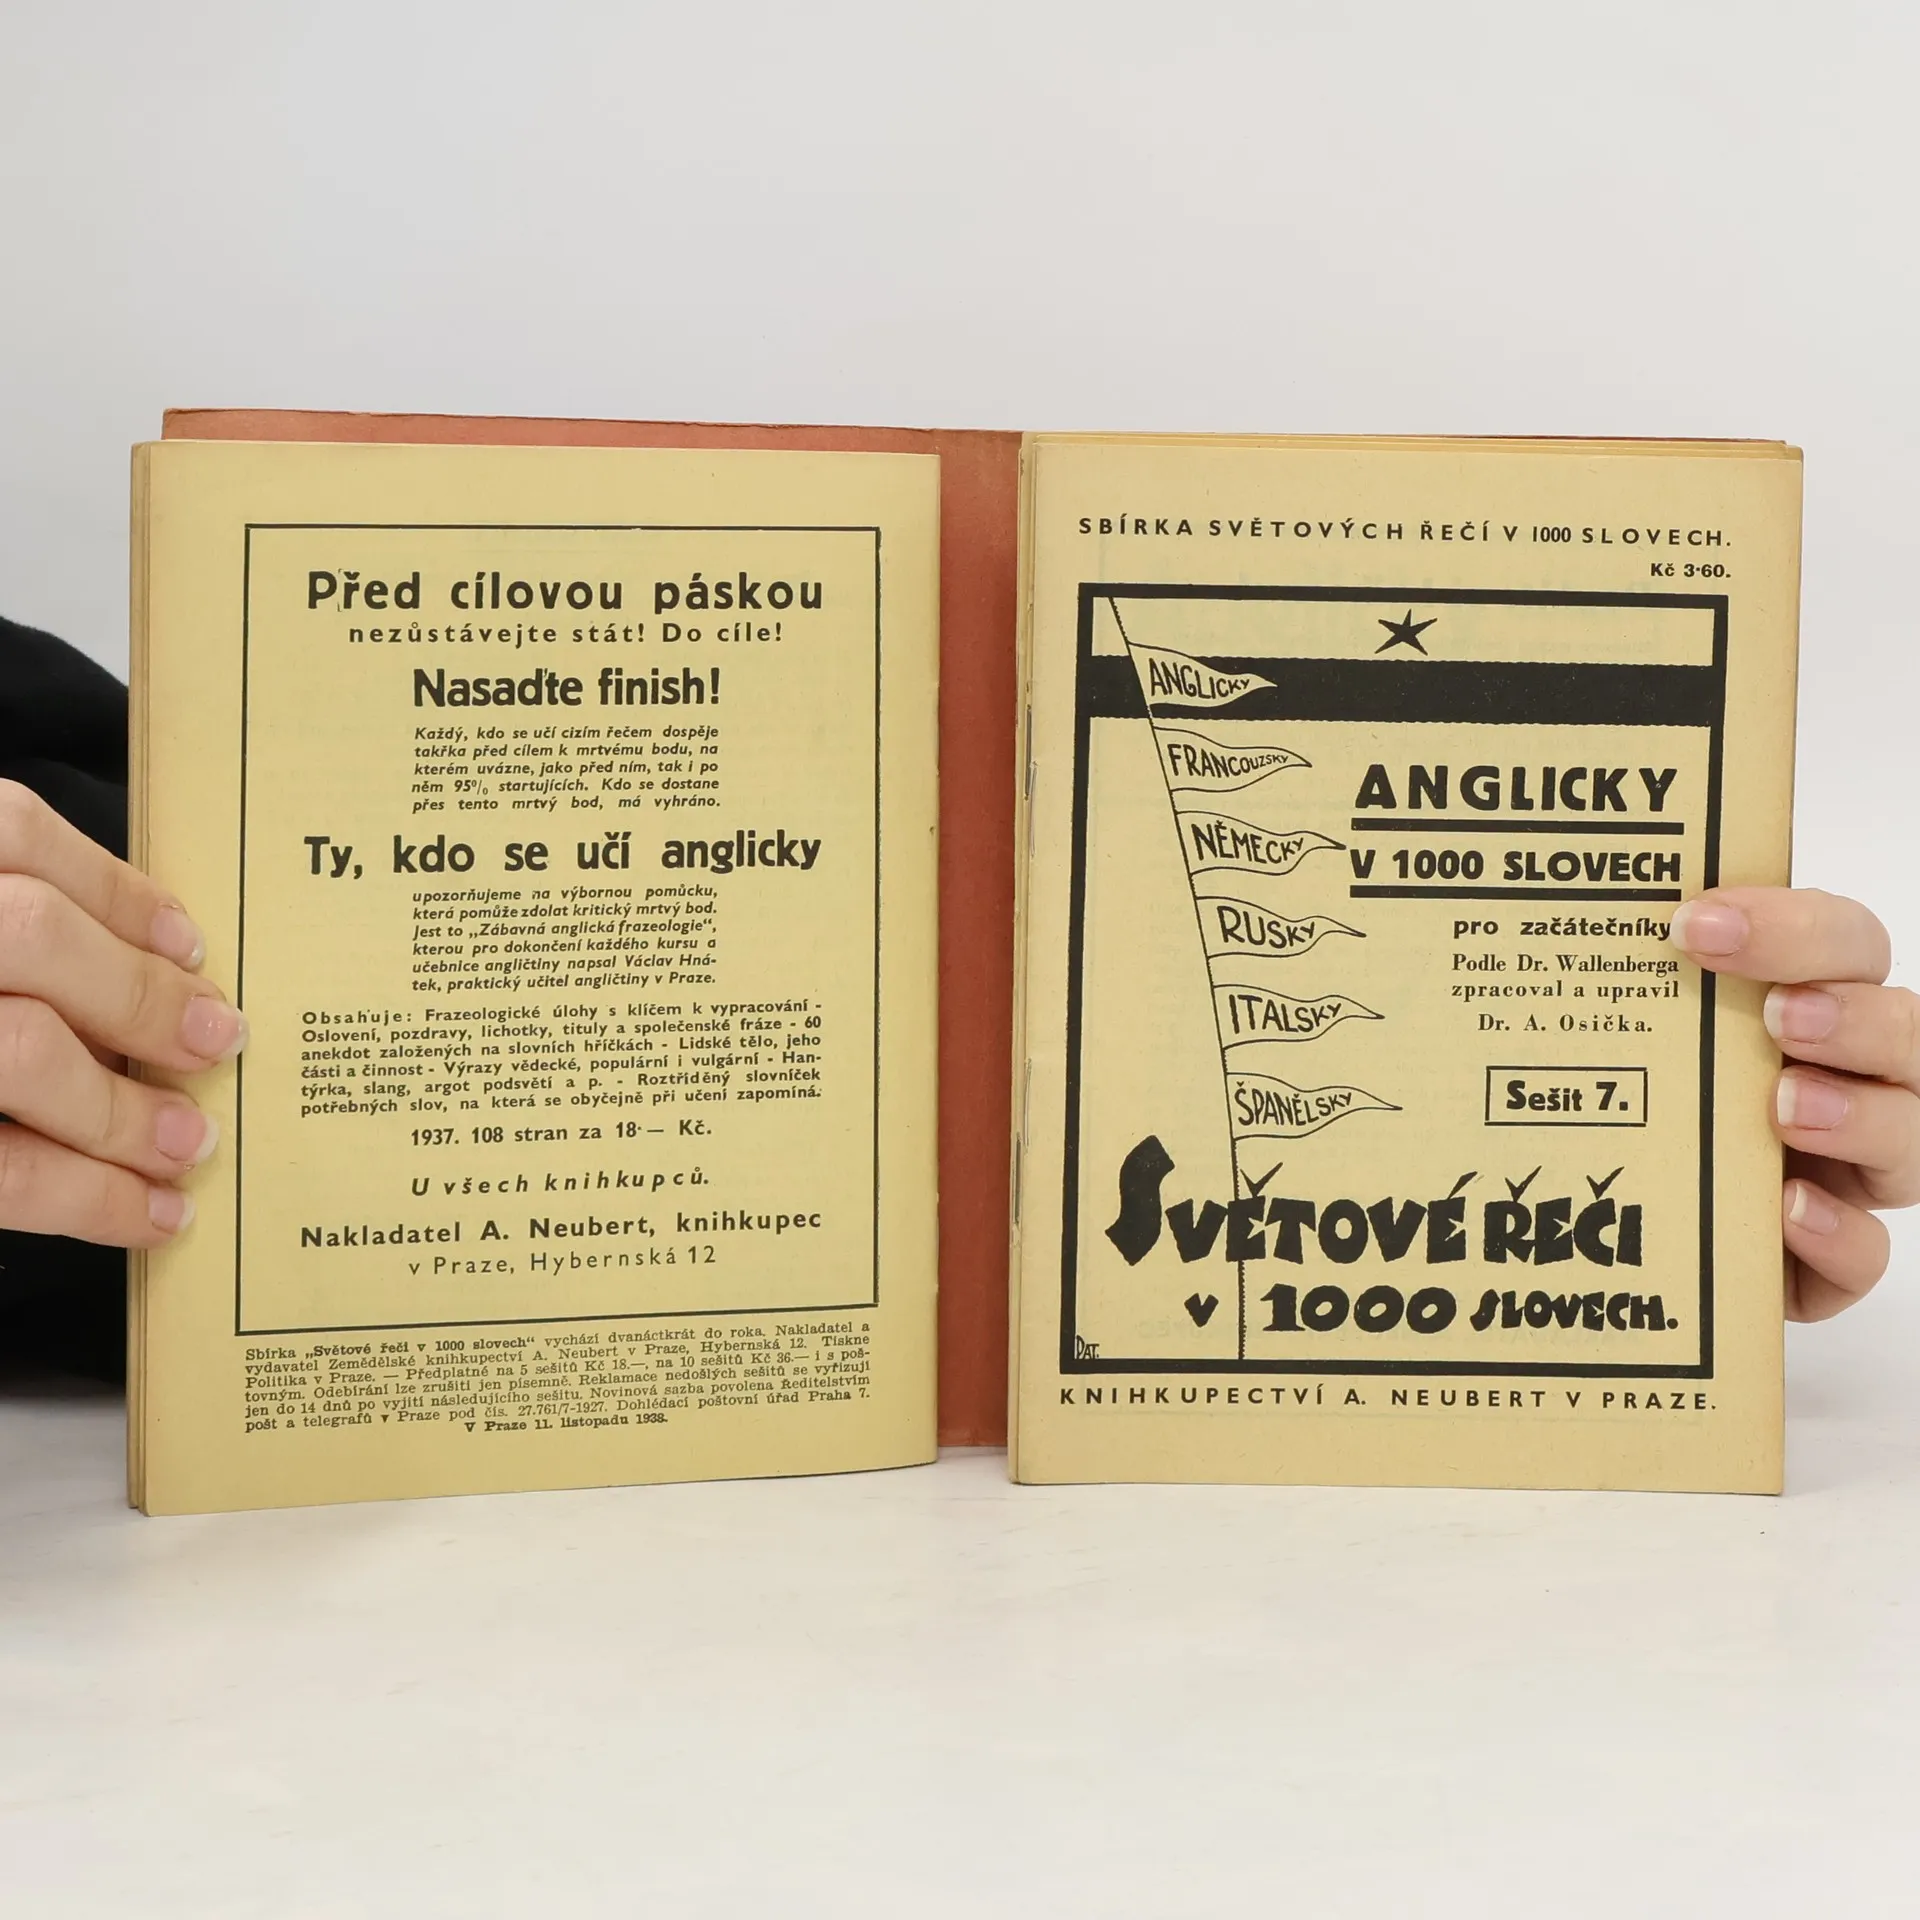 Před cílovou páskou
nezůstávejte stát! Do cíle!
Nasaďte finish!
Každý, kdo se učí cizím řečem dospěje
takřka před cílem k mrtvému bodu, na
kterém uvázne, jako před ním, tak i po
něm 95% startujících. Kdo se dostane
přes tento mrtvý bod, má vyhráno.
Ty, kdo se učí anglicky
upozorňujeme na výbornou pomůcku,
která pomůže zdolat kritický mrtvý bod.
Jest to „Zábavná anglická frazeologie“,
kterou pro dokončení každého kursu a
učebnice angličtiny napsal Václav Hná-
tek, praktický učitel angličtiny v Praze.
Obsahuje: Frazeologické úlohy s klíčem k vypracování -
Oslovení, pozdravy, lichotky, tituly a společenské fráze - 60
anekdot založených na slovních hříčkách - Lidské tělo, jeho
části a činnost - Výrazy vědecké, populární i vulgární - Han-
týrka, slang, argot podsvětí a p. - Roztříděný slovníček
potřebných slov, na která se obyčejně při učení zapomíná.
1937. 108 stran za 18·— Kč.
U všech knihkupců.
Nakladatel A. Neubert, knihkupec
v Praze, Hybernská 12
Sbírka „Světové řeči v 1000 slovech“ vychází dvanáctkrát do roka. Nakladatel a
vydavatel Zemědělské knihkupectví A. Neubert v Praze, Hybernská 12. Tiskne
Politika v Praze. — Předplatné na 5 sešitů Kč 18.—, na 10 sešitů Kč 36.— i s poš-
tovným. Odebírání lze zrušiti jen písemně. Reklamace nedošlých sešitů se vyřizují
jen do 14 dnů po vyjití následujícího sešitu. Novinová sazba povolena Ředitelstvím
pošt a telegrafů v Praze pod čís. 27.761/7-1927. Dohlédací poštovní úřad Praha 7.
V Praze 11. listopadu 1938.
SBÍRKA SVĚTOVÝCH ŘEČÍ V 1000 SLOVECH.
Kč 3·60.
ANGLICKY
FRANCOUZSKY
NĚMECKY
RUSKY
ITALSKY
ŠPANĚLSKY
ANGLICKY
V 1000 SLOVECH
pro začátečníky
Podle Dr. Wallenberga
zpracoval a upravil
Dr. A. Osička.
Sešit 7.
SVĚTOVÉ ŘEČI
v 1000 SLOVECH.
PAT.
KNIHKUPECTVÍ A. NEUBERT V PRAZE.